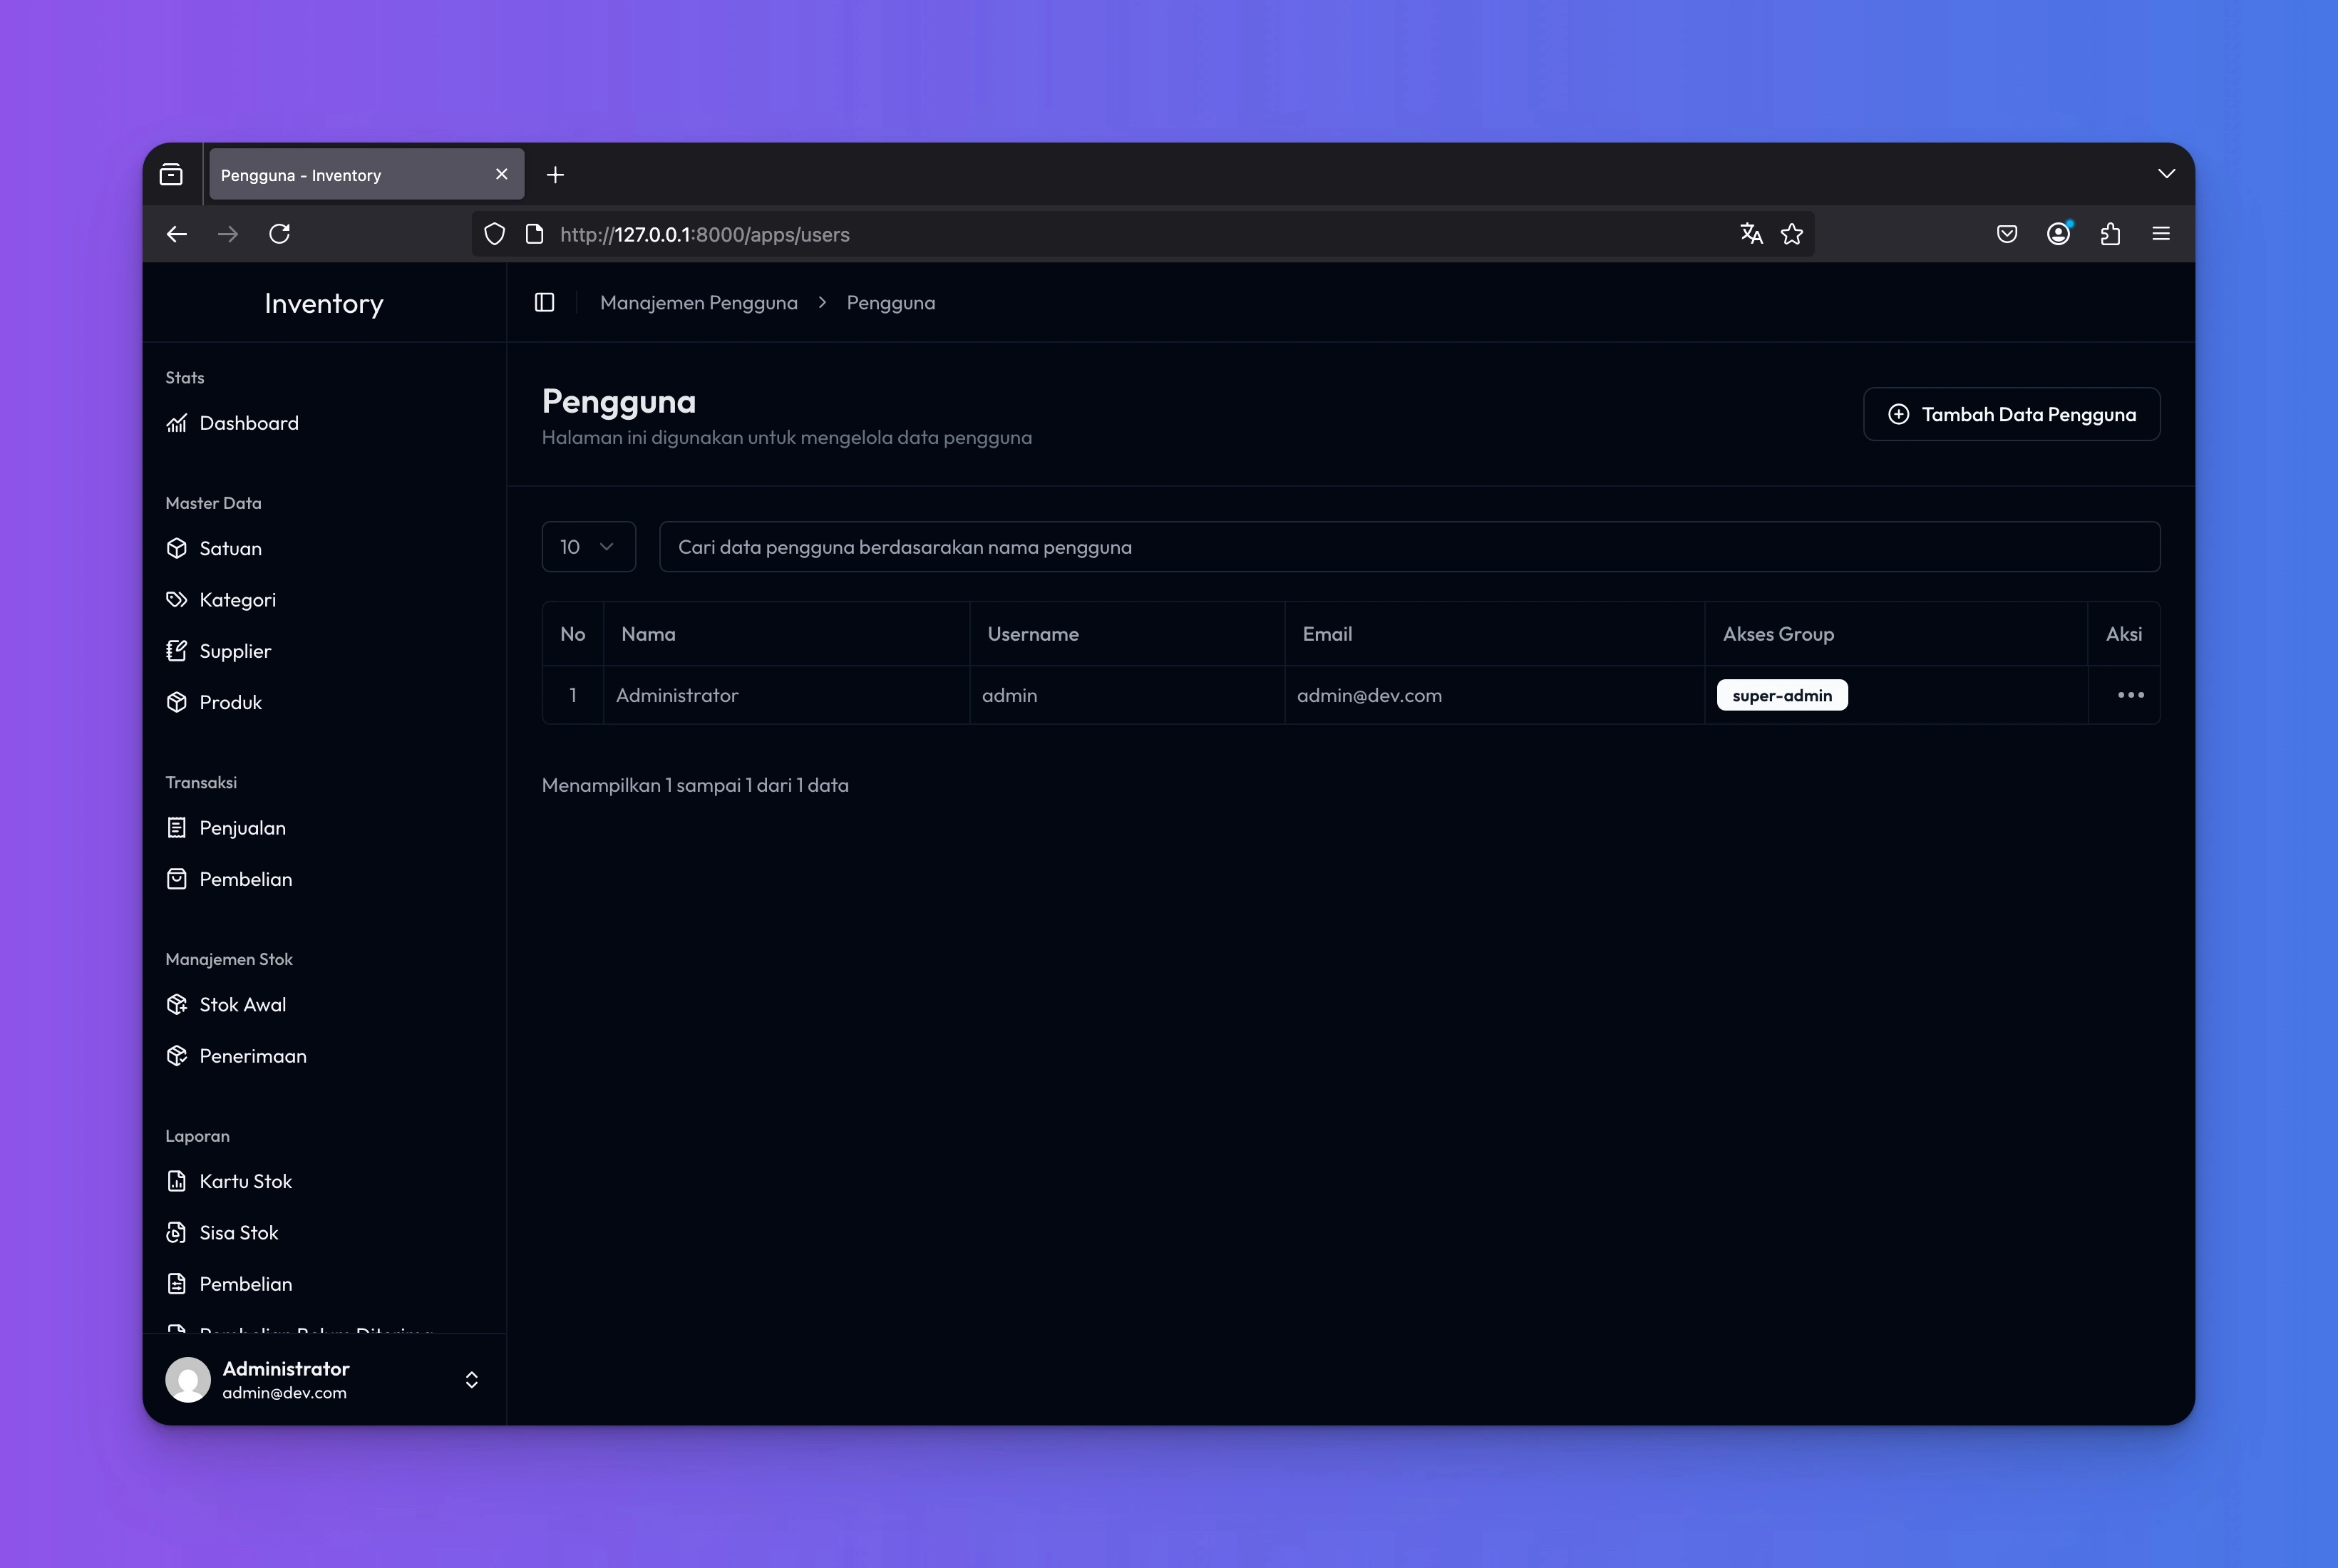 Pengguna - Inventory
http://127.0.0.1:8000/apps/users
Inventory
Manajemen Pengguna
Pengguna
Stats
Dashboard
Master Data
Satuan
Kategori
Supplier
Produk
Transaksi
Penjualan
Pembelian
Manajemen Stok
Stok Awal
Penerimaan
Laporan
Kartu Stok
Sisa Stok
Pembelian
Administrator
admin@dev.com
Pengguna
Halaman ini digunakan untuk mengelola data pengguna
Tambah Data Pengguna
10
Cari data pengguna berdasarakan nama pengguna
No Nama Username Email Akses Group Aksi
1 Administrator admin admin@dev.com super-admin
Menampilkan 1 sampai 1 dari 1 data